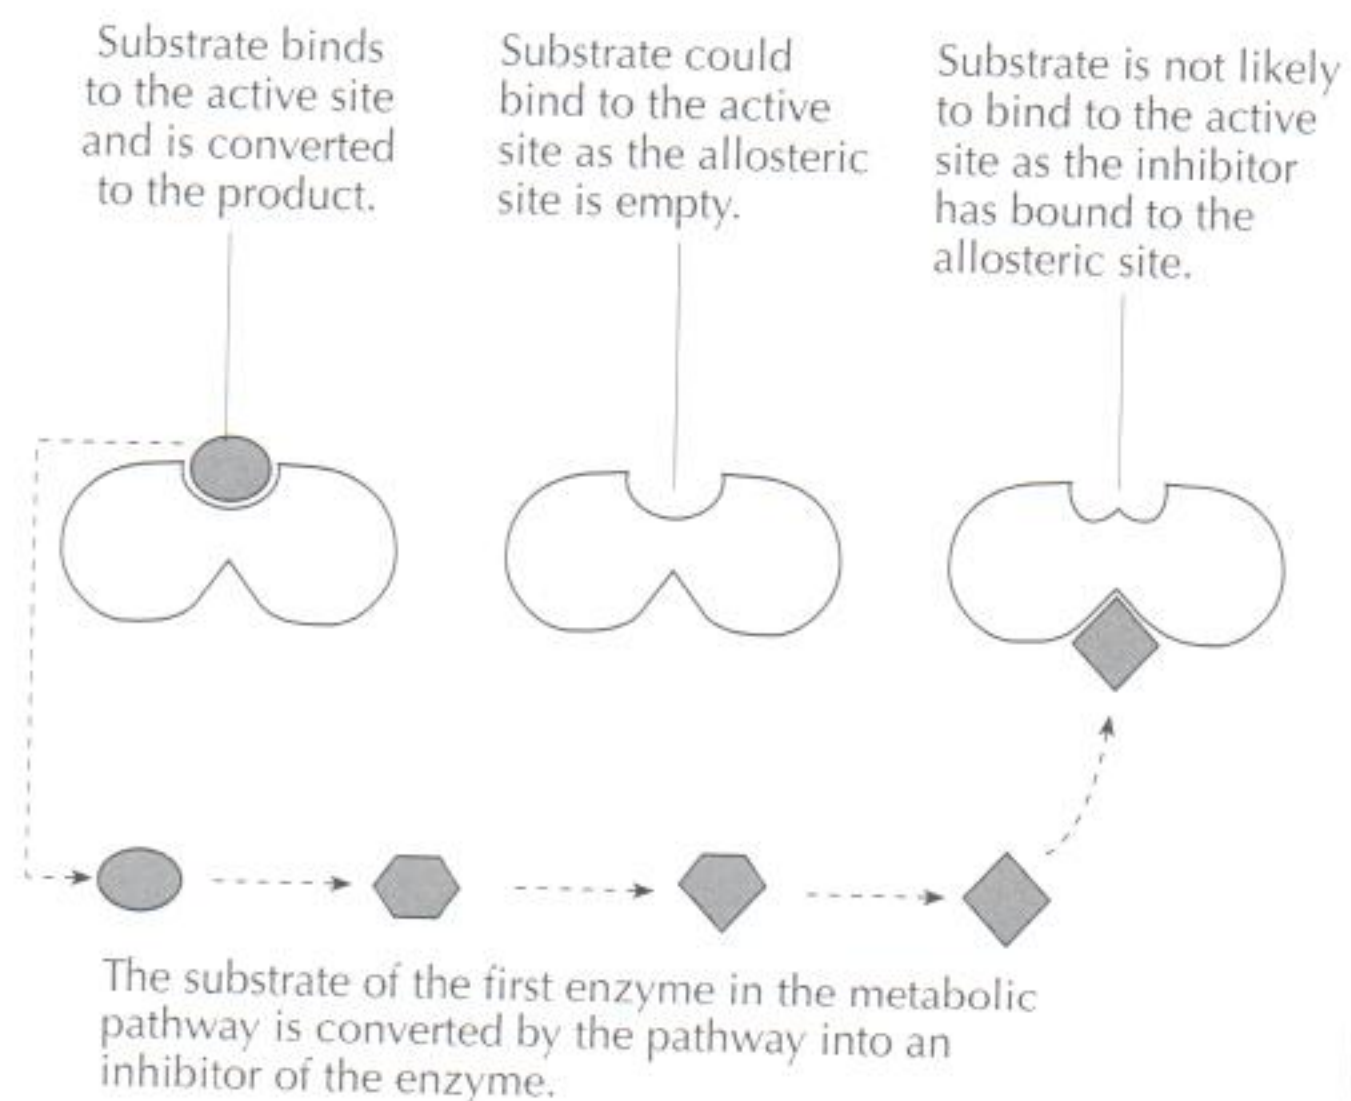 Substrate binds
to the active site
and is converted
to the product.
Substrate could
bind to the active
site as the allosteric
site is empty.
Substrate is not likely
to bind to the active
site as the inhibitor
has bound to the
allosteric site.
The substrate of the first enzyme in the metabolic
pathway is converted by the pathway into an
inhibitor of the enzyme.